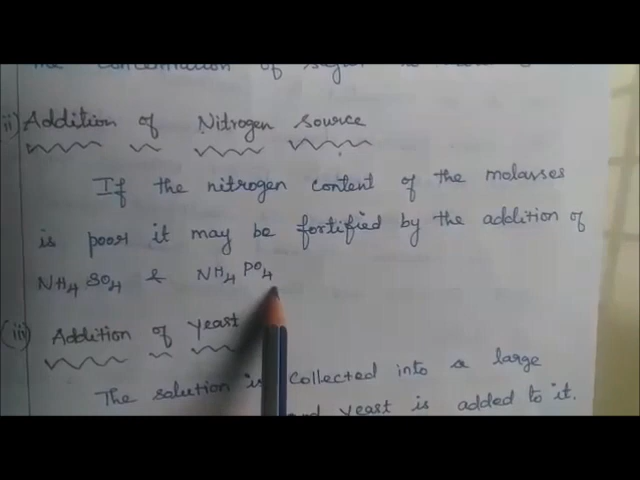 ii) Addition of Nitrogen source
If the nitrogen content of the molasses
is poor it may be fortified by the addition of
NH4 SO4 & NH4 PO4
(iii) Addition of yeast
The solution is collected into a large
and yeast is added to it.